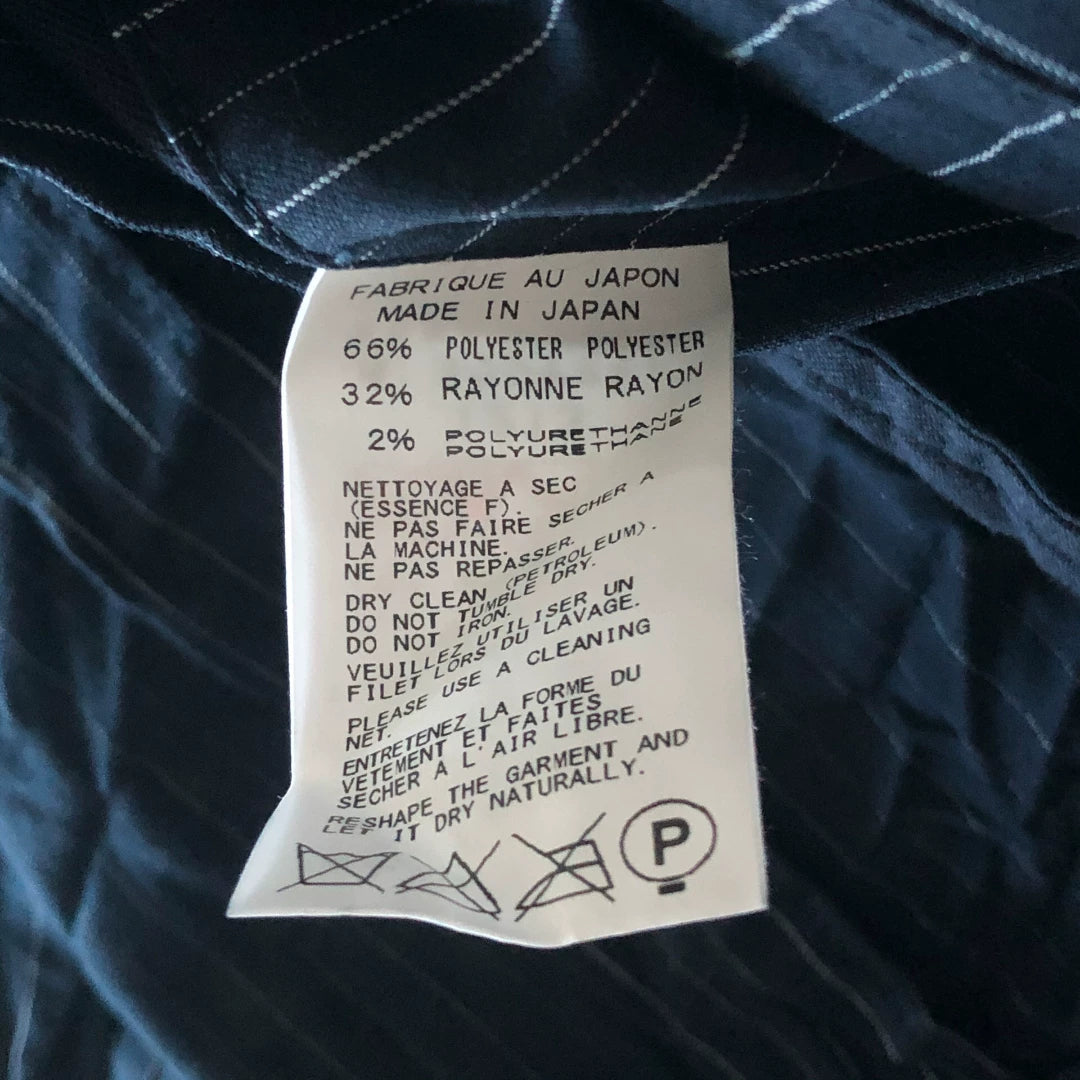 FABRIQUE AU JAPON
MADE IN JAPAN
66% POLYESTER POLYESTER
32% RAYONNE RAYON
2% POLYURETHANNE
POLYURETHANE
NETTOYAGE A SEC
(ESSENCE F).
NE PAS FAIRE SECHER A
LA MACHINE.
NE PAS REPASSER.
DRY CLEAN (PETROLEUM).
DO NOT TUMBLE DRY.
DO NOT IRON.
VEUILLEZ UTILISER UN
FILET LORS DU LAVAGE.
PLEASE USE A CLEANING
NET.
ENTRETENEZ LA FORME DU
VETEMENT ET FAITES
SECHER A L'AIR LIBRE.
RESHAPE THE GARMENT AND
LET IT DRY NATURALLY.
P